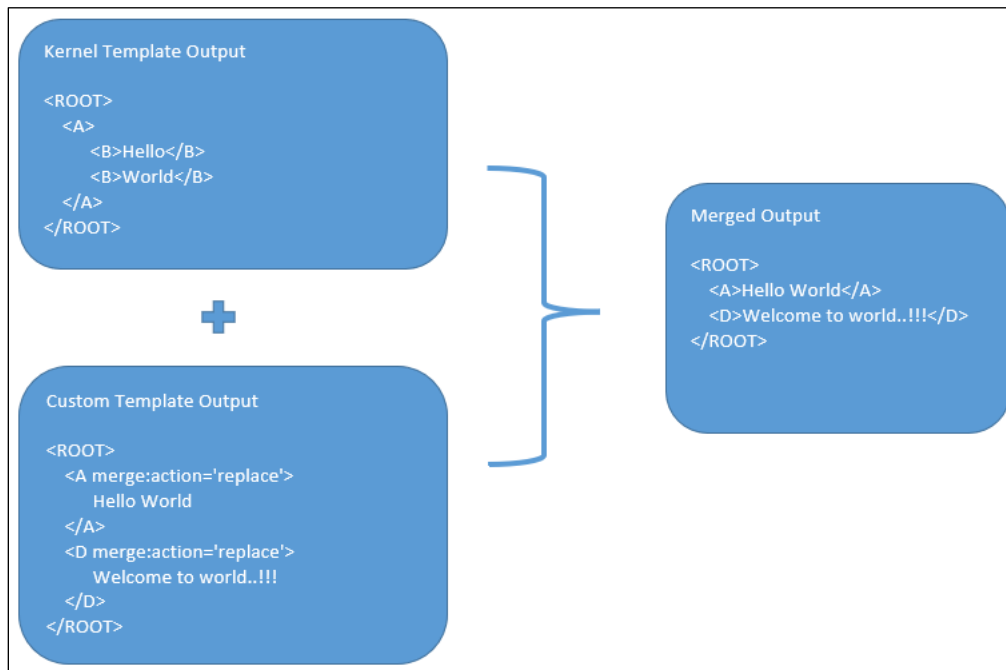 Kernel Template Output
<ROOT>
<A>
<B>Hello</B>
<B>World</B>
</A>
</ROOT>
Custom Template Output
<ROOT>
<A merge:action='replace'>
Hello World
</A>
<D merge:action='replace'>
Welcome to world..!!!
</D>
</ROOT>
Merged Output
<ROOT>
<A>Hello World</A>
<D>Welcome to world..!!!</D>
</ROOT>